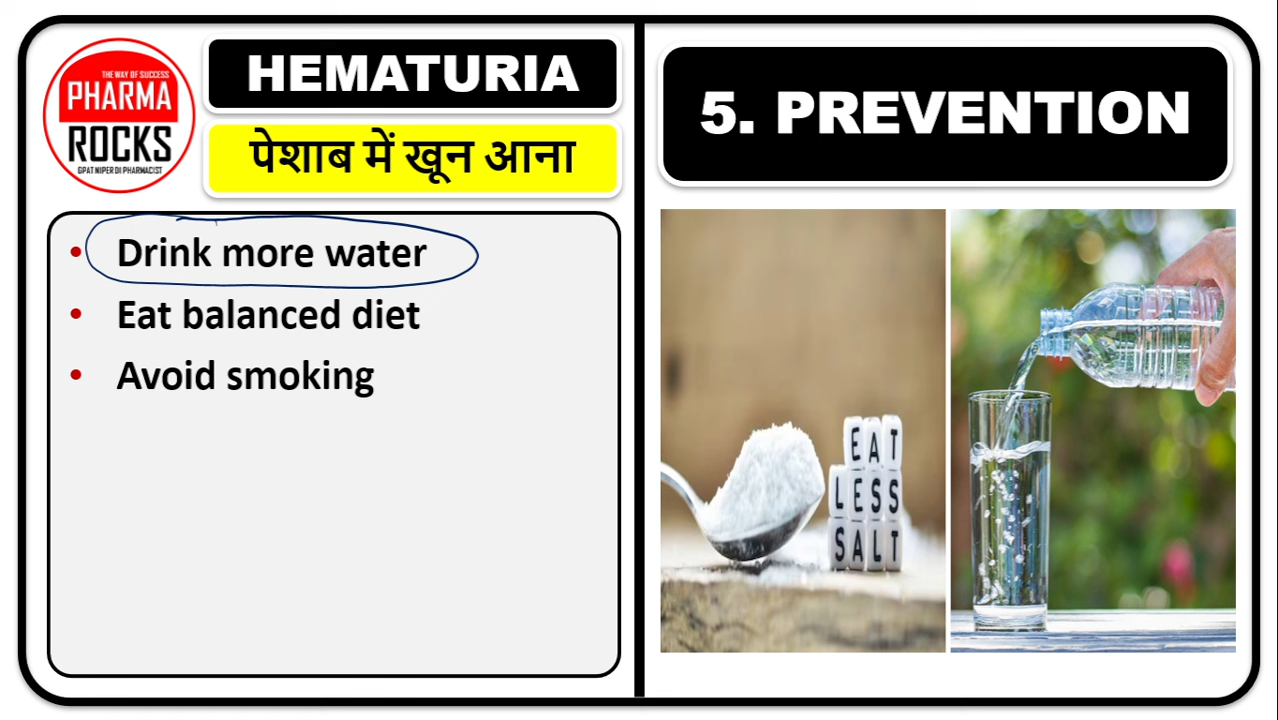 THE WAY OF SUCCESS
PHARMA
ROCKS
GPAT NIPER DI PHARMACIST
HEMATURIA
पेशाब में खून आना
• Drink more water
• Eat balanced diet
• Avoid smoking
5. PREVENTION
EAT
LESS
SALT